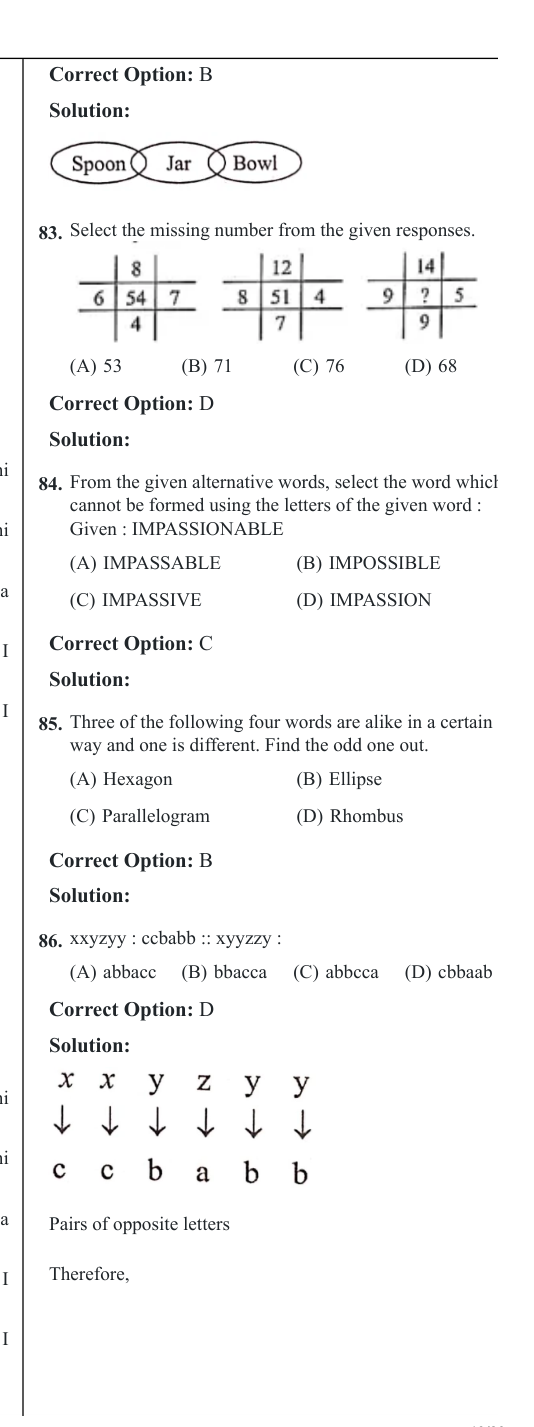 Correct Option: B
Solution:
Spoon Jar Bowl
83. Select the missing number from the given responses.
8 12 14
6 54 7 8 51 4 9 ? 5
4 7 9
(A) 53 (B) 71 (C) 76 (D) 68
Correct Option: D
Solution:
ni
84. From the given alternative words, select the word which
cannot be formed using the letters of the given word :
ni
Given : IMPASSIONABLE
(A) IMPASSABLE (B) IMPOSSIBLE
a
(C) IMPASSIVE (D) IMPASSION
I
Correct Option: C
Solution:
I
85. Three of the following four words are alike in a certain
way and one is different. Find the odd one out.
(A) Hexagon (B) Ellipse
(C) Parallelogram (D) Rhombus
Correct Option: B
Solution:
86. xxyzyy : ccbabb :: xyyzzy :
(A) abbacc (B) bbacca (C) abbcca (D) cbbaab
Correct Option: D
Solution:
x x y z y y
ni
↓ ↓ ↓ ↓ ↓ ↓
ni
c c b a b b
a
Pairs of opposite letters
I
Therefore,
I